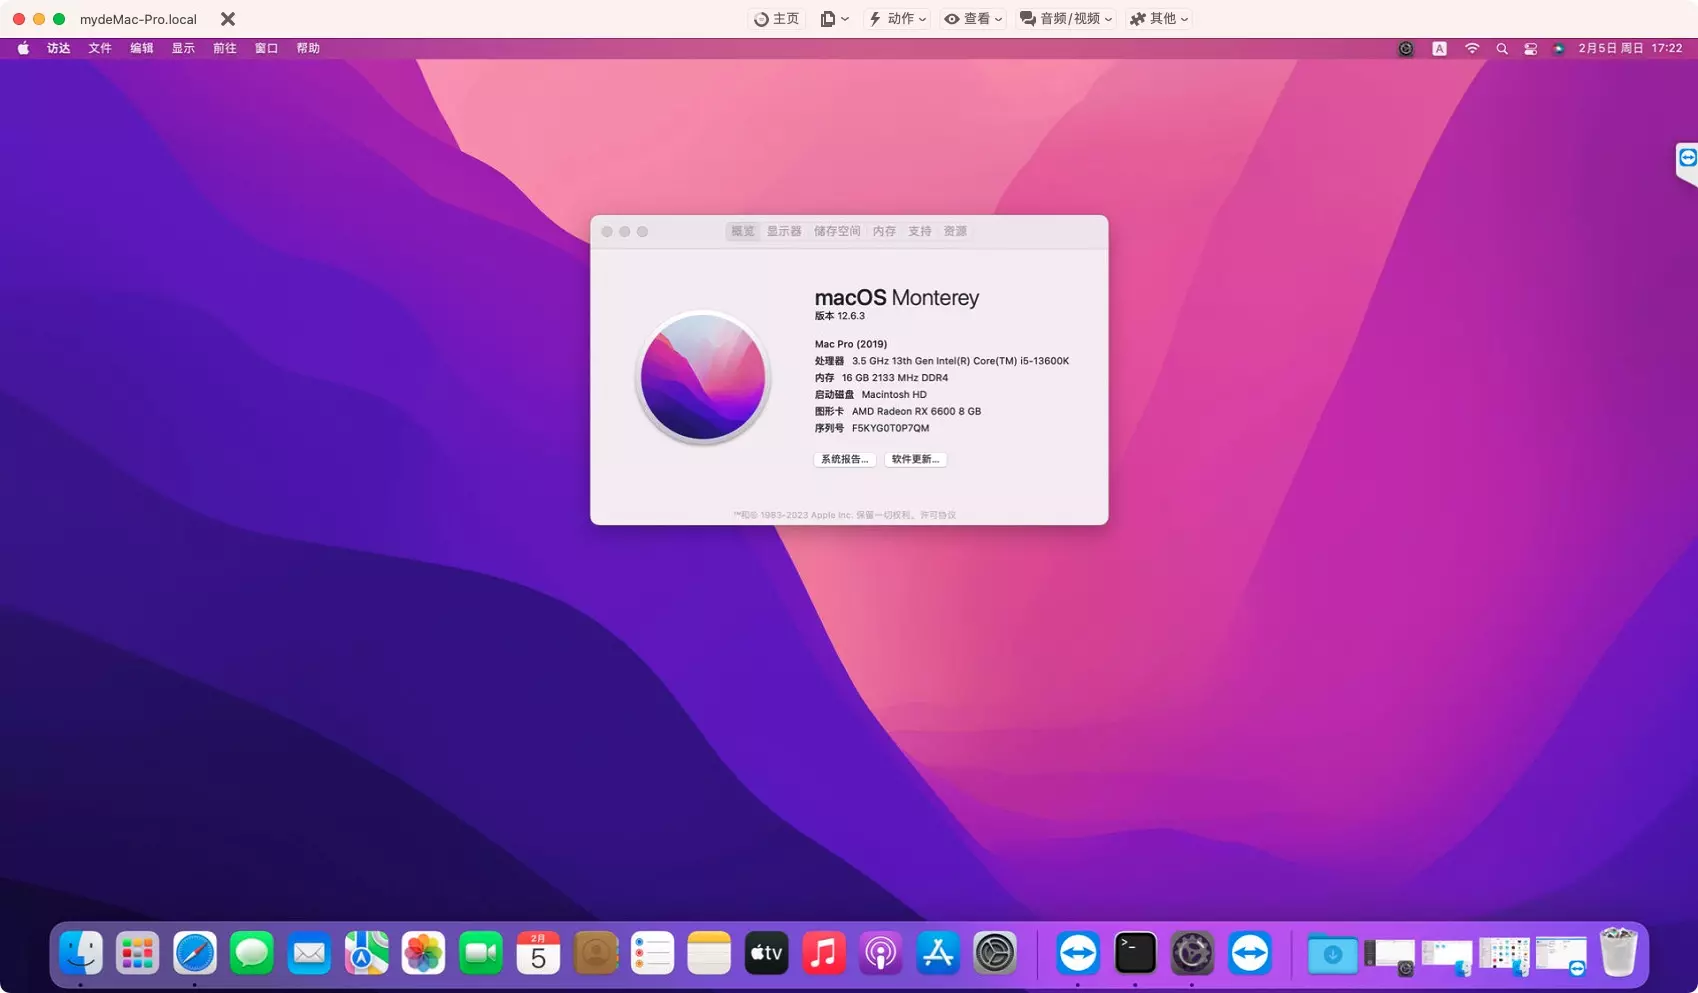 mydeMac-Pro.local
主页 动作 查看 音频/视频 其他
访达 文件 编辑 显示 前往 窗口 帮助 A 2月5日 周日 17:22
概览 显示器 储存空间 内存 支持 资源
macOS Monterey
版本 12.6.3
Mac Pro (2019)
处理器 3.5 GHz 13th Gen Intel(R) Core(TM) i5-13600K
内存 16 GB 2133 MHz DDR4
启动磁盘 Macintosh HD
图形卡 AMD Radeon RX 6600 8 GB
序列号 F5KYG0T0P7QM
系统报告... 软件更新...
™和© 1983-2023 Apple Inc. 保留一切权利。许可协议
2月
5
tv
>_